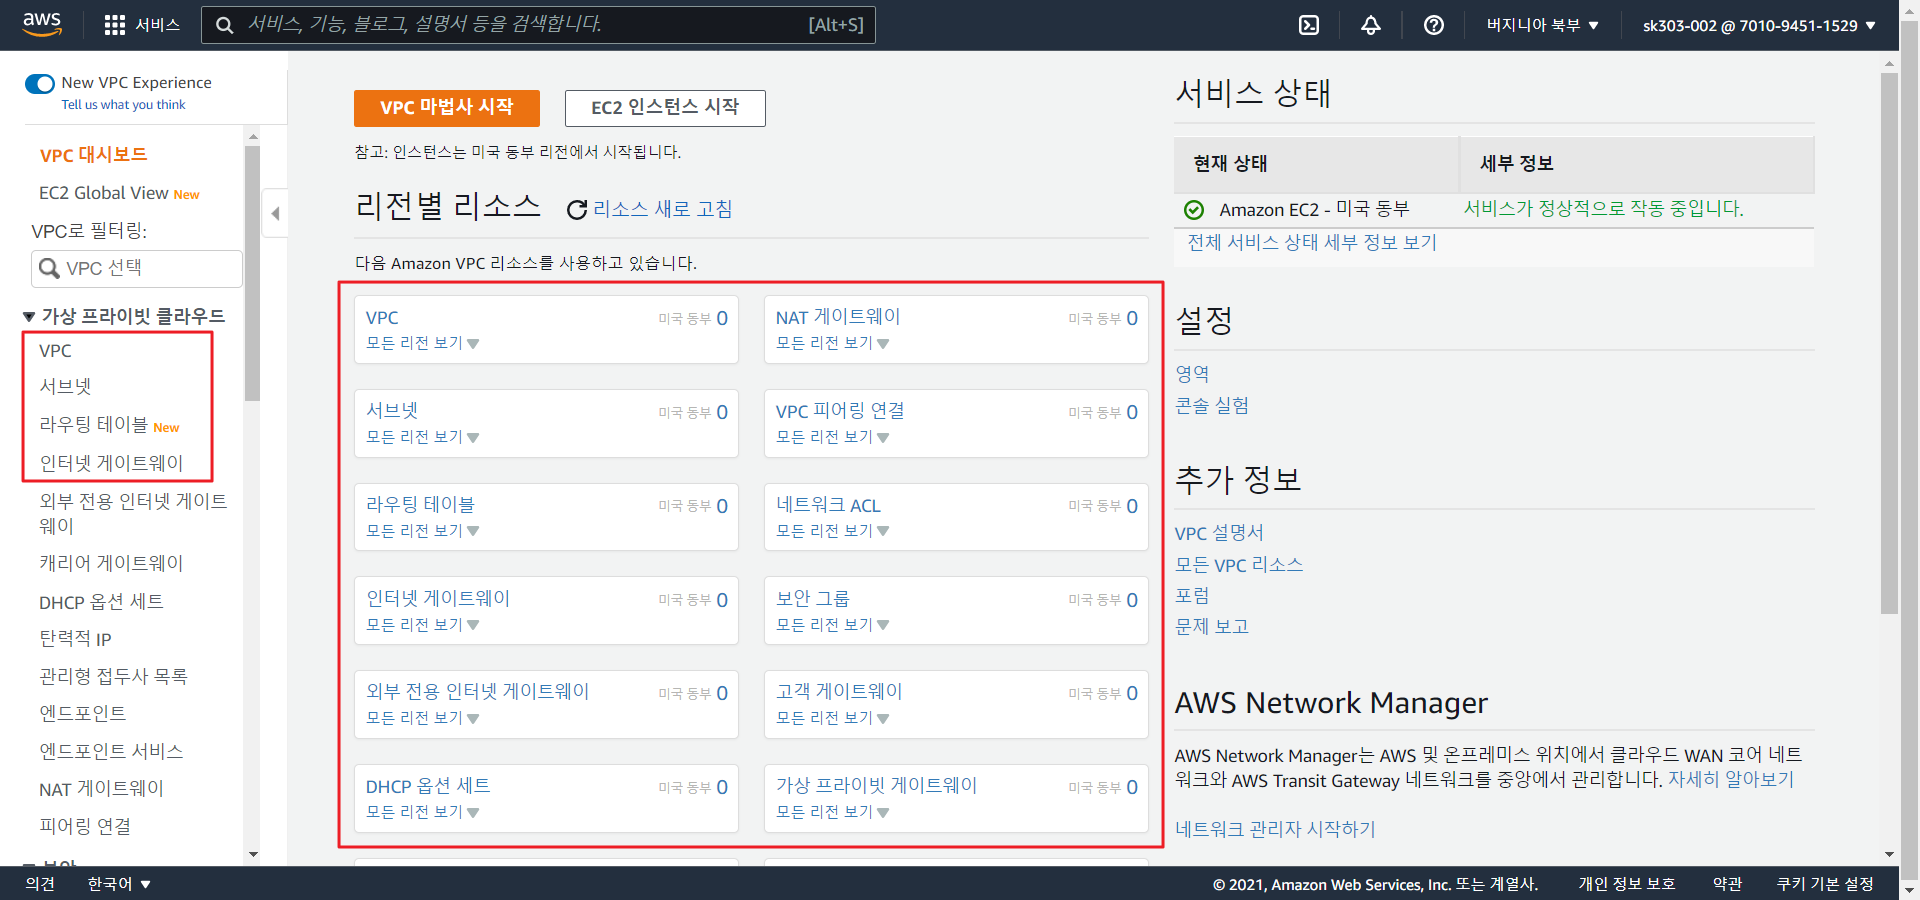 aws
서비스
서비스, 기능, 블로그, 설명서 등을 검색합니다.
[Alt+S]
버지니아 북부 ▼
sk303-002 @ 7010-9451-1529 ▼
New VPC Experience
Tell us what you think
VPC 대시보드
EC2 Global View New
VPC로 필터링:
VPC 선택
▼ 가상 프라이빗 클라우드
VPC
서브넷
라우팅 테이블 New
인터넷 게이트웨이
외부 전용 인터넷 게이트
웨이
캐리어 게이트웨이
DHCP 옵션 세트
탄력적 IP
관리형 접두사 목록
엔드포인트
엔드포인트 서비스
NAT 게이트웨이
피어링 연결
VPC 마법사 시작
EC2 인스턴스 시작
참고: 인스턴스는 미국 동부 리전에서 시작됩니다.
리전별 리소스
리소스 새로 고침
다음 Amazon VPC 리소스를 사용하고 있습니다.
VPC 미국 동부 0
모든 리전 보기▼
NAT 게이트웨이 미국 동부 0
모든 리전 보기▼
서브넷 미국 동부 0
모든 리전 보기▼
VPC 피어링 연결 미국 동부 0
모든 리전 보기▼
라우팅 테이블 미국 동부 0
모든 리전 보기▼
네트워크 ACL 미국 동부 0
모든 리전 보기▼
인터넷 게이트웨이 미국 동부 0
모든 리전 보기▼
보안 그룹 미국 동부 0
모든 리전 보기▼
외부 전용 인터넷 게이트웨이 미국 동부 0
모든 리전 보기▼
고객 게이트웨이 미국 동부 0
모든 리전 보기▼
DHCP 옵션 세트 미국 동부 0
모든 리전 보기▼
가상 프라이빗 게이트웨이 미국 동부 0
모든 리전 보기▼
서비스 상태
현재 상태 세부 정보
Amazon EC2 - 미국 동부 서비스가 정상적으로 작동 중입니다.
전체 서비스 상태 세부 정보 보기
설정
영역
콘솔 실험
추가 정보
VPC 설명서
모든 VPC 리소스
포럼
문제 보고
AWS Network Manager
AWS Network Manager는 AWS 및 온프레미스 위치에서 클라우드 WAN 코어 네트
워크와 AWS Transit Gateway 네트워크를 중앙에서 관리합니다. 자세히 알아보기
네트워크 관리자 시작하기
의견
한국어 ▼
© 2021, Amazon Web Services, Inc. 또는 계열사.
개인 정보 보호
약관
쿠키 기본 설정